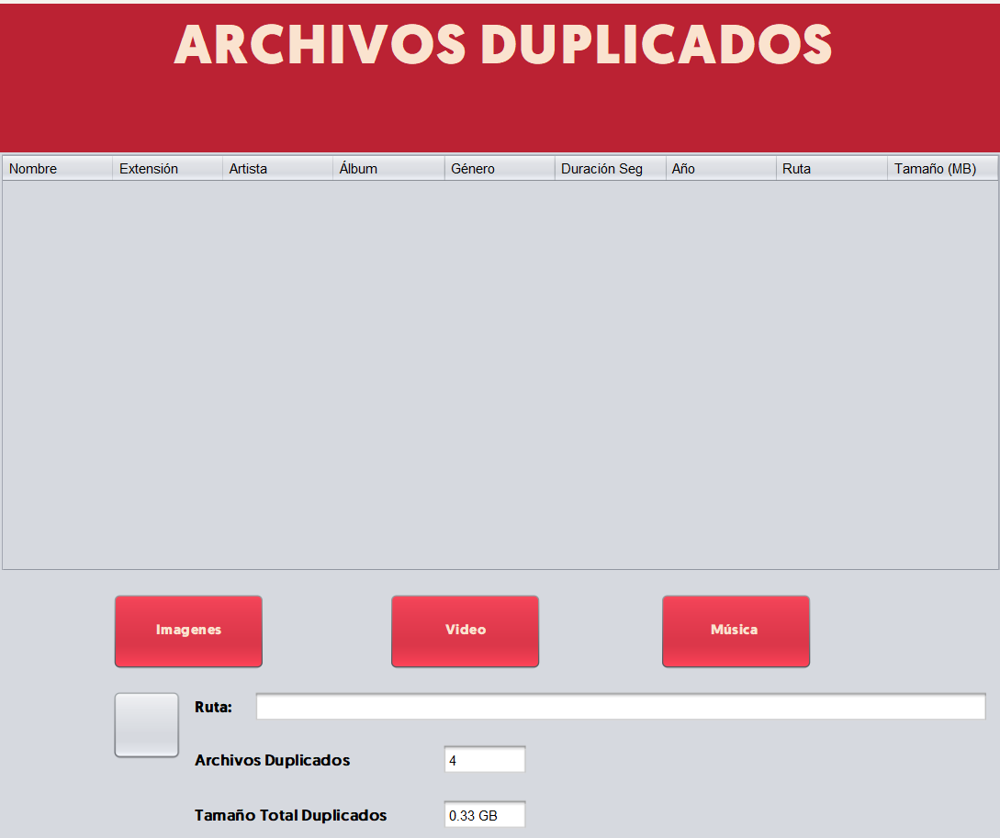 ARCHIVOS DUPLICADOS
Nombre Extensión Artista Álbum Género Duración Seg Año Ruta Tamaño (MB)
Imagenes Video Música
Ruta:
Archivos Duplicados 4
Tamaño Total Duplicados 0.33 GB